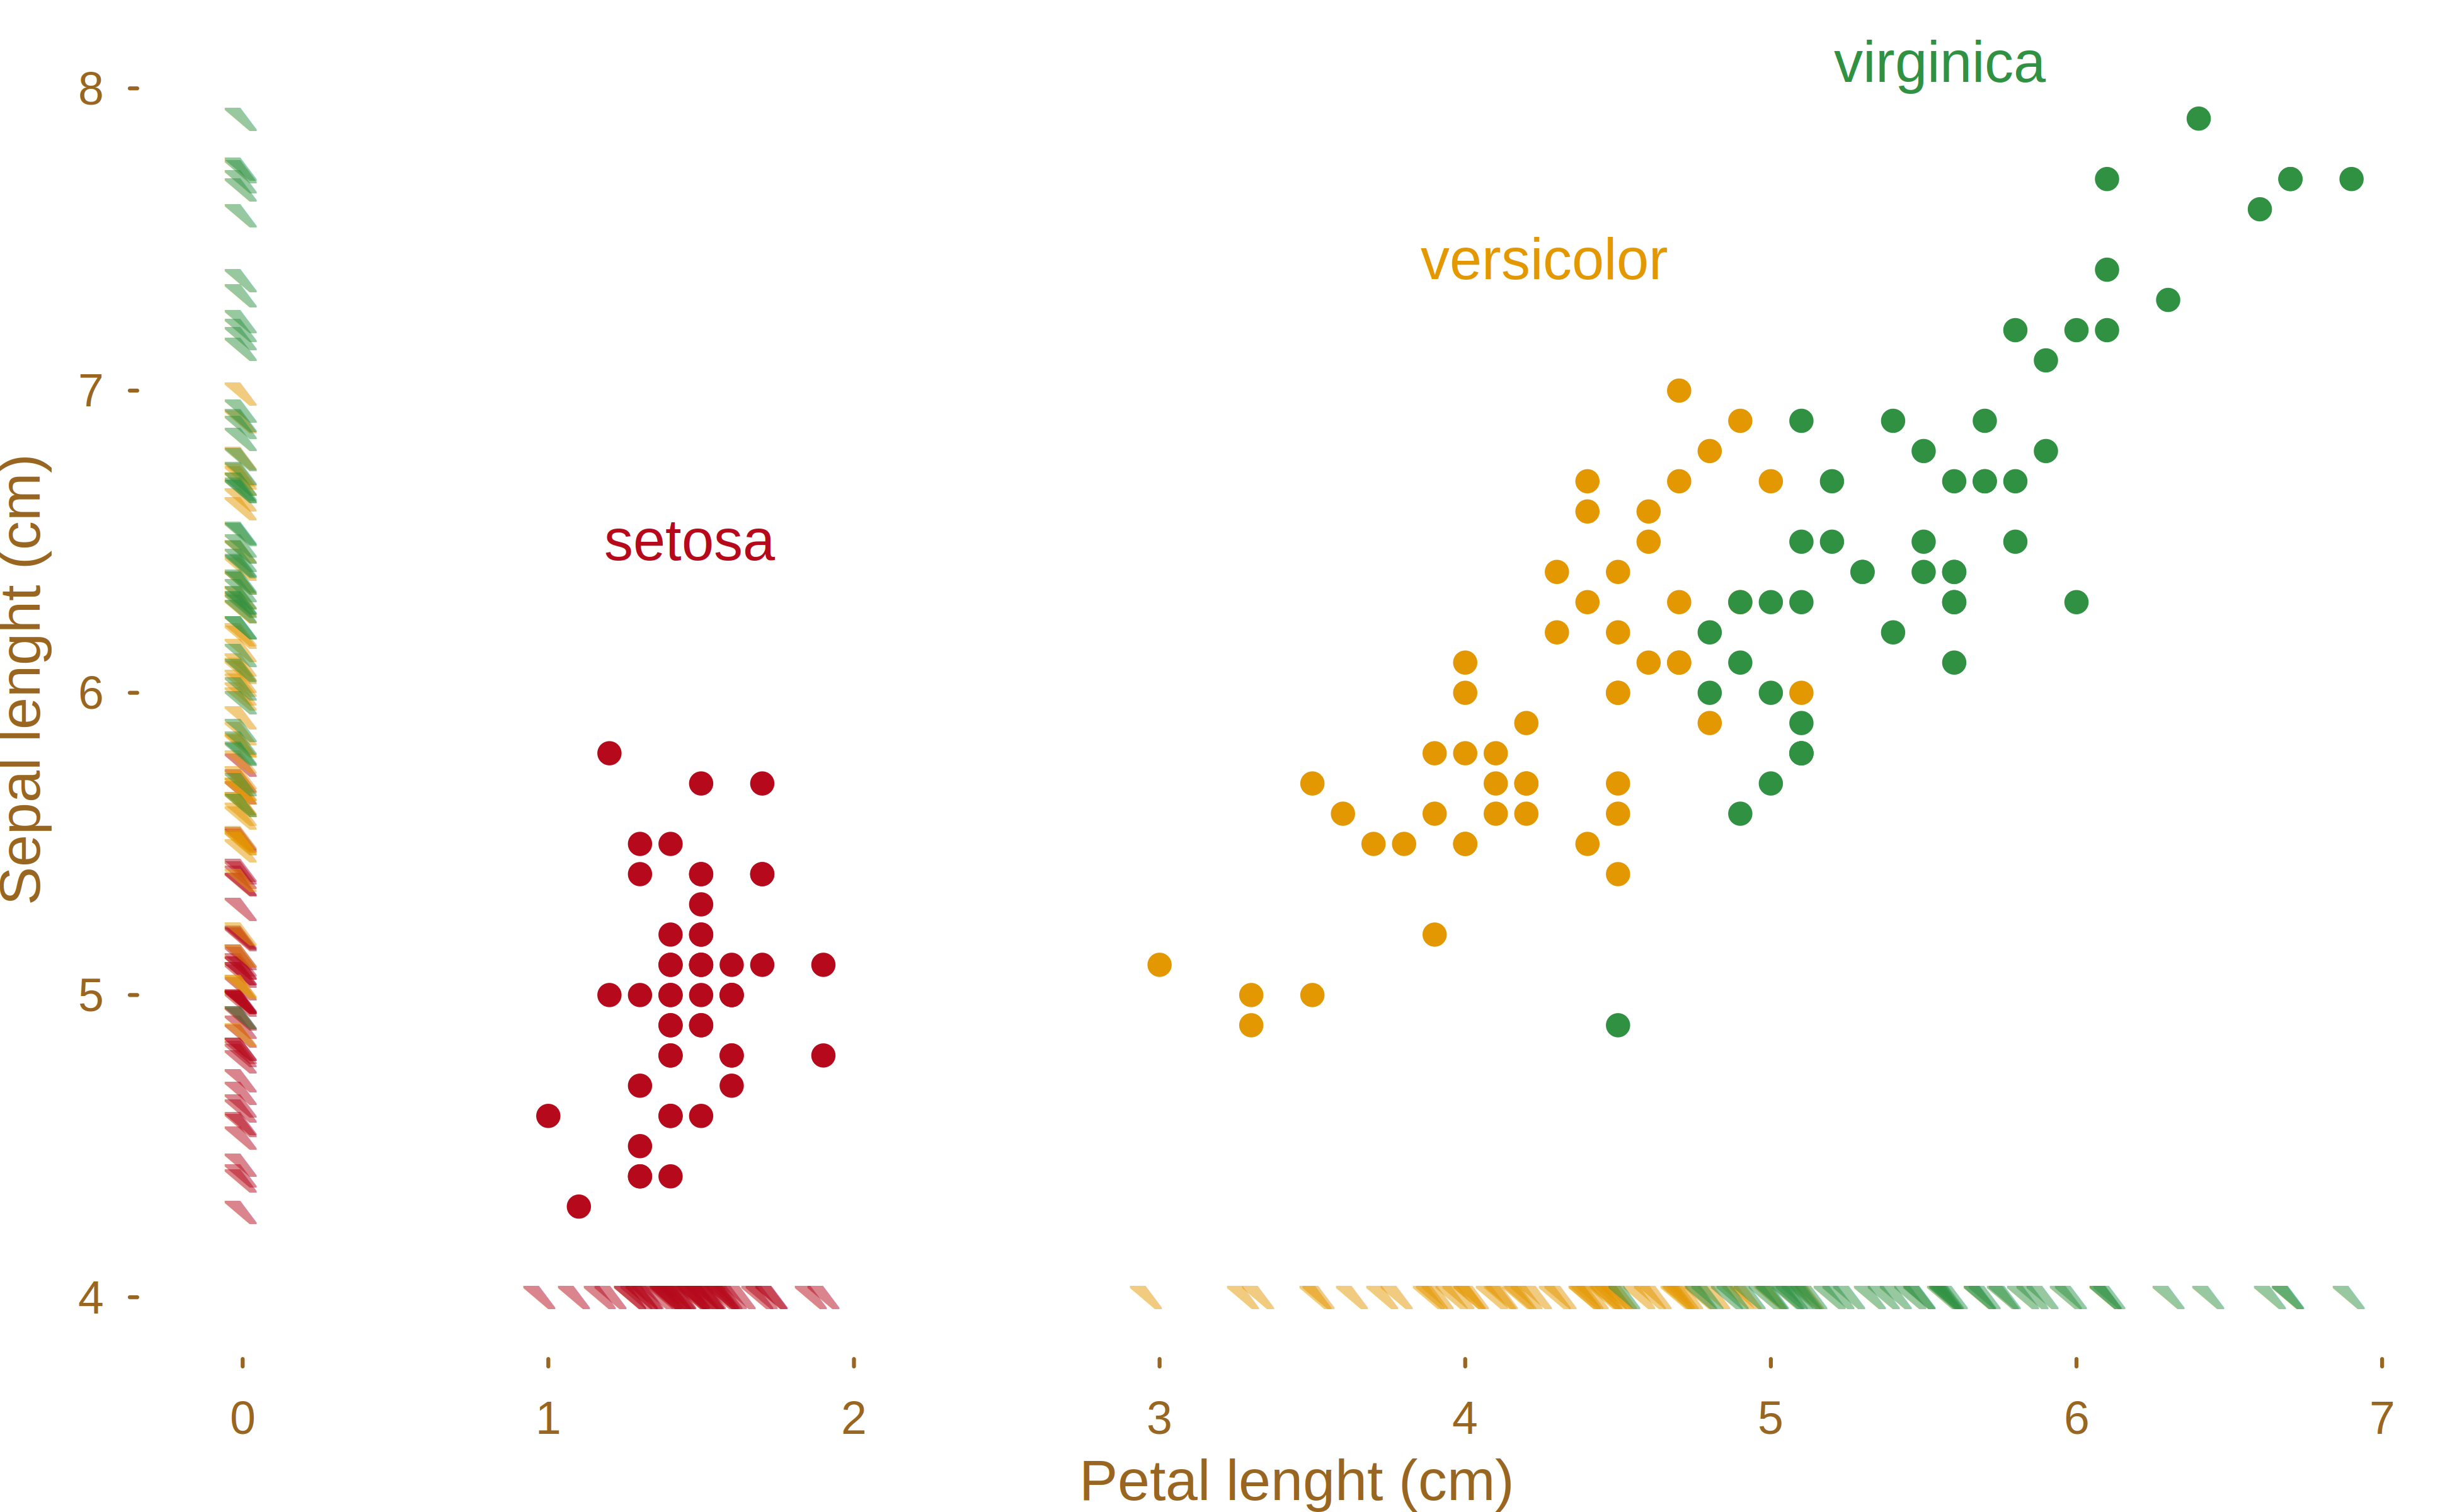 virginica
versicolor
setosa
Sepal lenght (cm)
8
7
6
5
4
0 1 2 3 4 5 6 7
Petal lenght (cm)